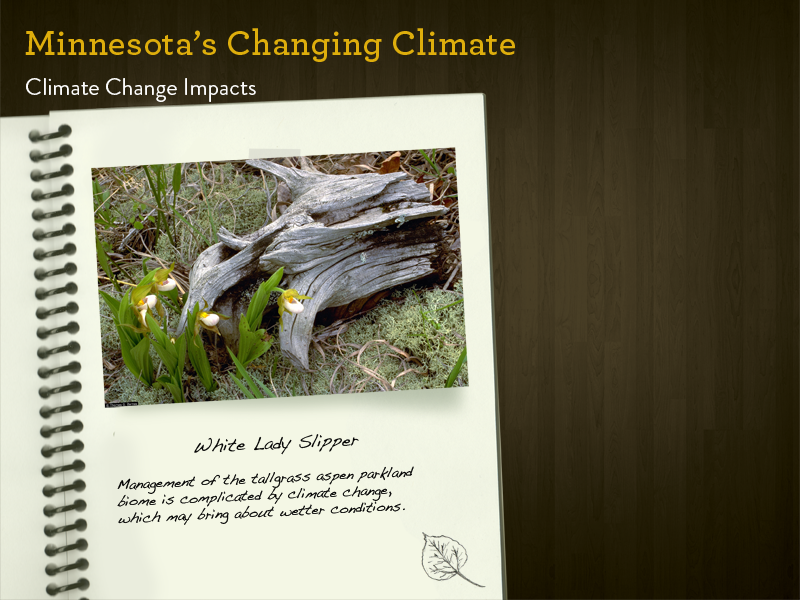 Minnesota's Changing Climate
Climate Change Impacts
White Lady Slipper
Management of the tallgrass aspen parkland
biome is complicated by climate change,
which may bring about wetter conditions.